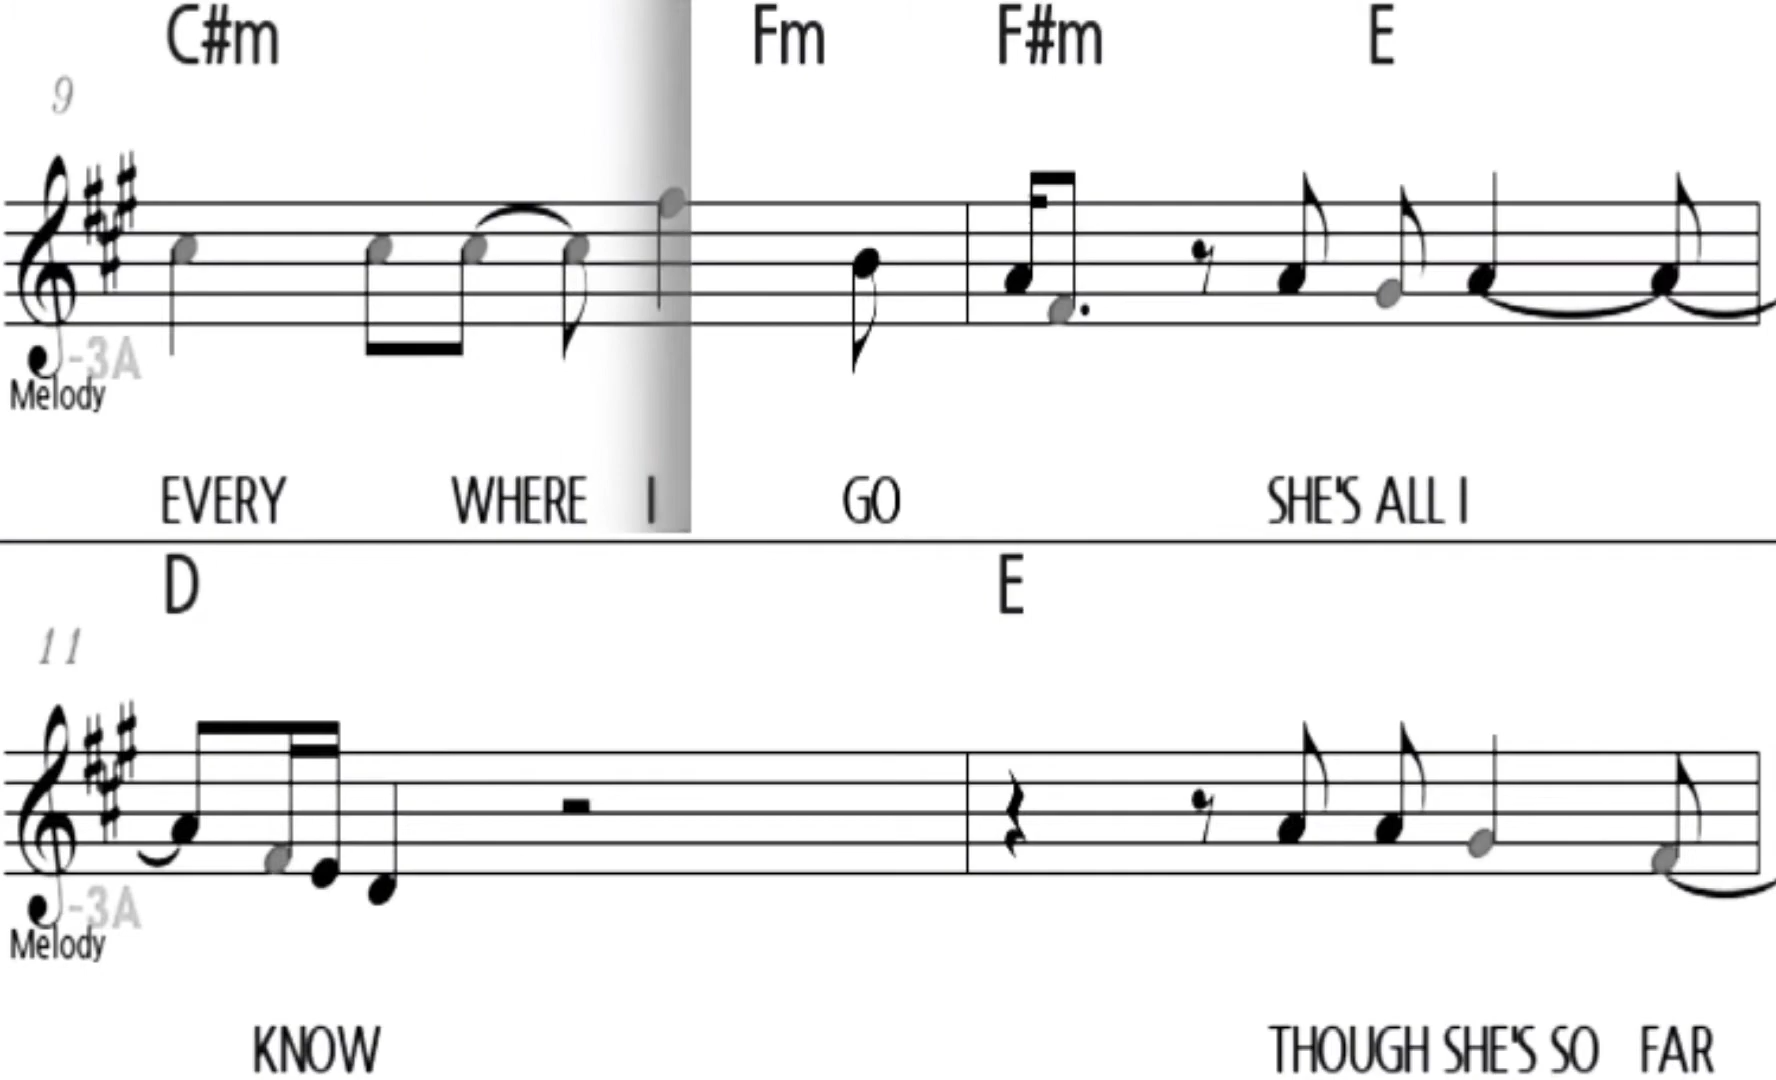 C#m Fm F#m E
9
-3A
Melody
EVERY WHERE I GO SHE'S ALL I
D E
11
-3A
Melody
KNOW THOUGH SHE'S SO FAR